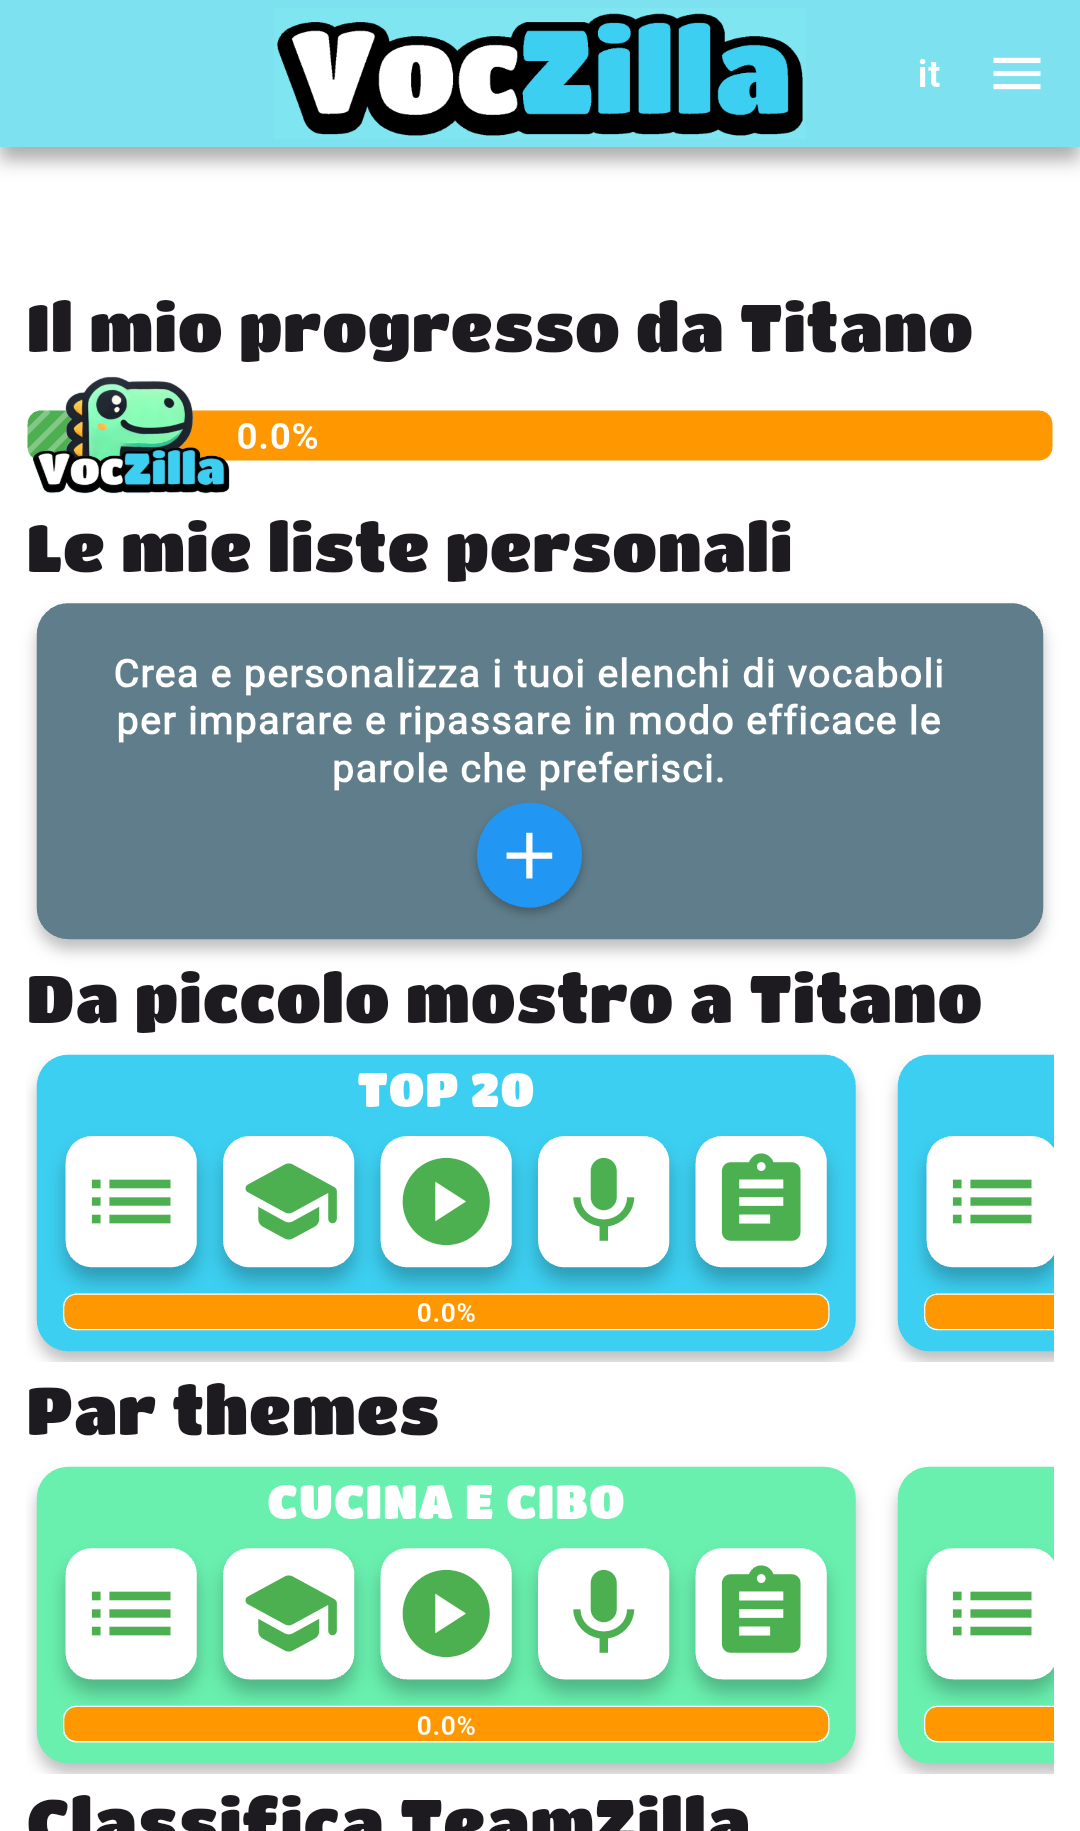 VocZilla
it
Il mio progresso da Titano
0.0%
VocZilla
Le mie liste personali
Crea e personalizza i tuoi elenchi di vocaboli
per imparare e ripassare in modo efficace le
parole che preferisci.
Da piccolo mostro a Titano
TOP 20
0.0%
Par themes
CUCINA E CIBO
0.0%
Classifica TeamZilla